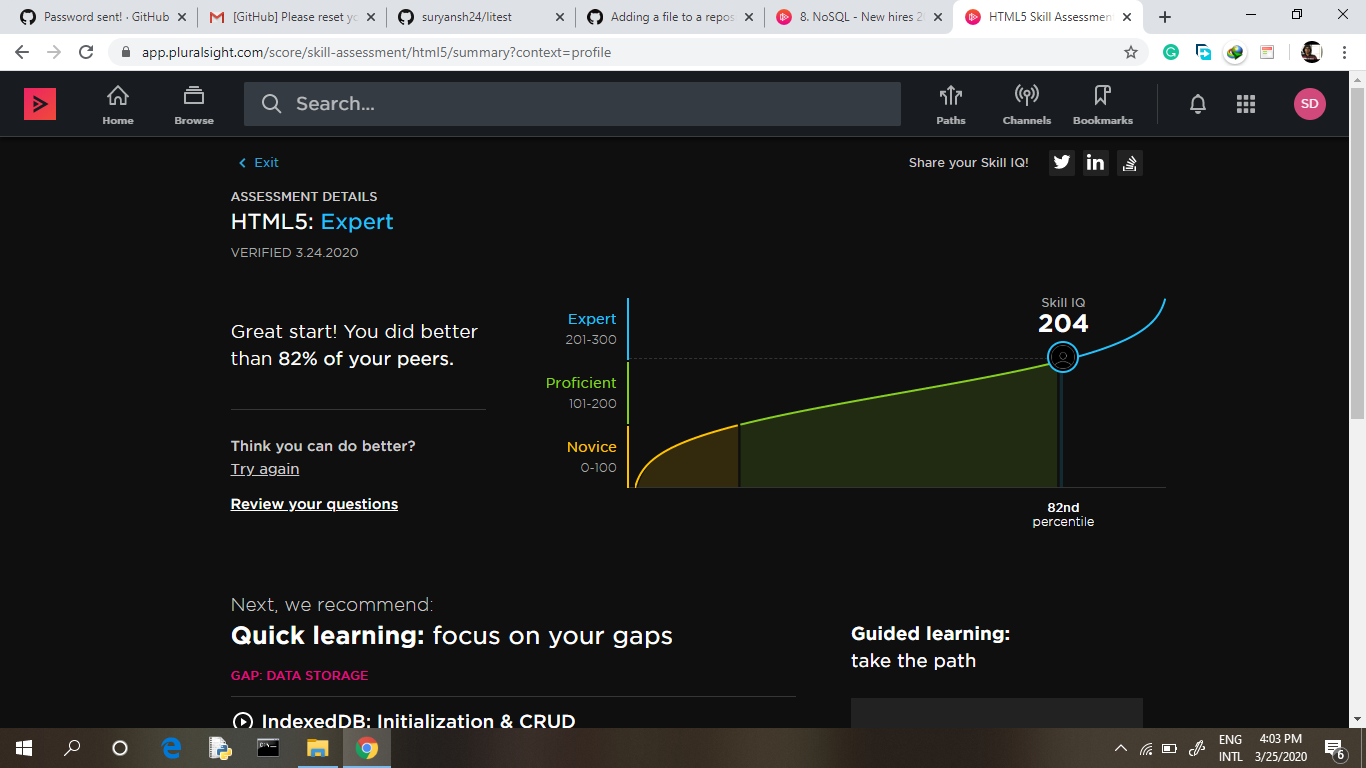 Password sent! · GitHub
[GitHub] Please reset yo
suryansh24/litest
Adding a file to a repos
8. NoSQL - New hires 2
HTML5 Skill Assessment
app.pluralsight.com/score/skill-assessment/html5/summary?context=profile
Home
Browse
Search...
Paths
Channels
Bookmarks
SD
Exit
Share your Skill IQ!
ASSESSMENT DETAILS
HTML5: Expert
VERIFIED 3.24.2020
Great start! You did better
than 82% of your peers.
Think you can do better?
Try again
Review your questions
Expert
201-300
Proficient
101-200
Novice
0-100
Skill IQ
204
82nd
percentile
Next, we recommend:
Quick learning: focus on your gaps
GAP: DATA STORAGE
IndexedDB: Initialization & CRUD
Guided learning:
take the path
ENG
INTL
4:03 PM
3/25/2020
6